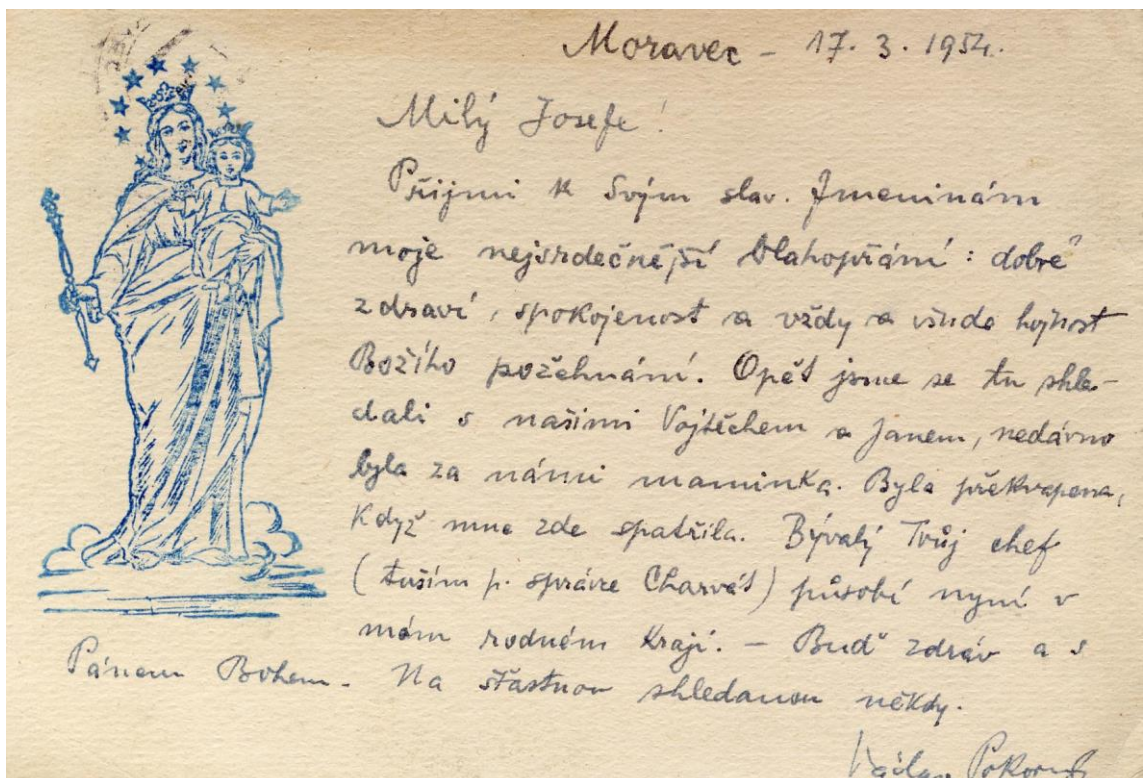 Moravec - 17. 3. 1954.
Milý Josefe!
Přijmi k Svým slav. Jmeninám
moje nejsrdečnější blahopřání: dobré
zdraví, spokojenost a vždy a všude hojnost
Božího požehnání. Opět jsme se tu shle-
dali s našimi Vojtěchem a Janem, nedávno
byla za námi maminka. Byla překvapena,
když mne zde spatřila. Bývalý Tvůj chef
(tuším p. správce Charvát) působí nyní v
mém rodném kraji. - Buď zdráv a s
Pánem Bohem. Na šťastnou shledanou někdy.
Václav Pokorný